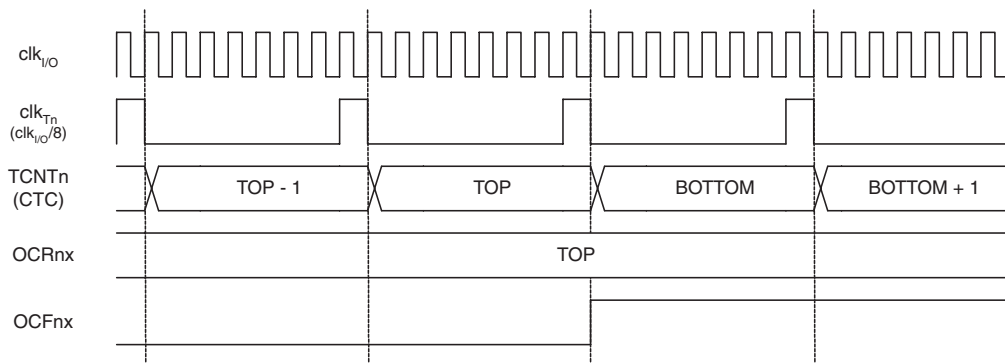 clkI/O
clkTn
(clkI/O/8)
TCNTn
(CTC)
TOP - 1
TOP
BOTTOM
BOTTOM + 1
OCRnx
TOP
OCFnx